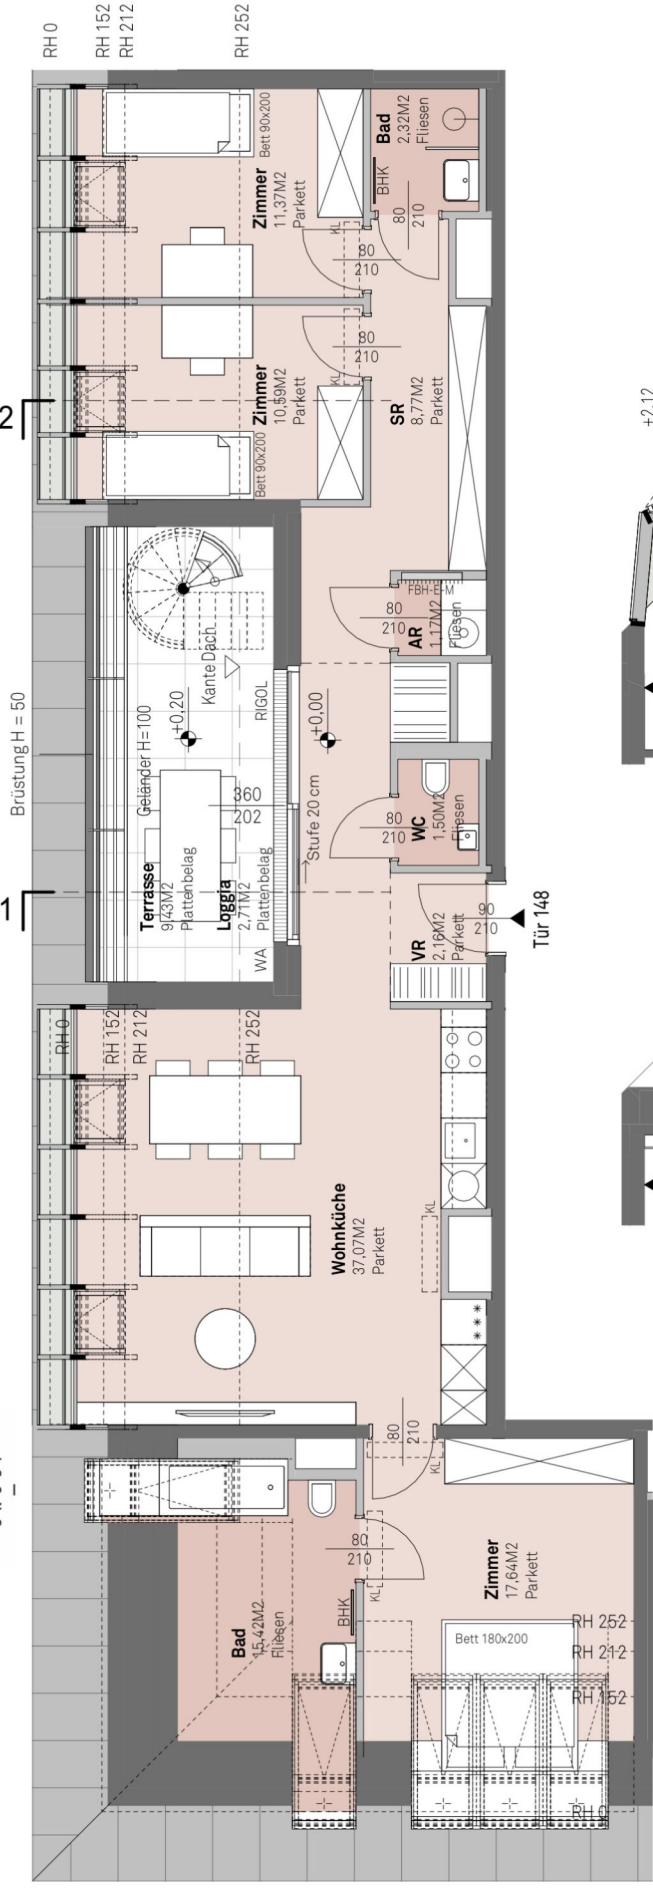 RH 0
RH 152
RH 212
RH 252
Bett 90x200
Zimmer
11,37M2
Parkett
Bad
2,32M2
Fliesen
BHK
80
210
KL
80
210
KL
80
210
2
Zimmer
10,59M2
Parkett
Bett 90x200
SR
8,77M2
Parkett
+2,12
FBH-E-M
80
210
AR
1,17M2
Fliesen
Brüstung H = 50
Kante Dach
+0,20
Geländer H=100
RIGOL
+0,00
360
202
Stufe 20 cm
80
210
WC
1,50M2
Fliesen
1
Terrasse
9,43M2
Plattenbelag
Loggia
2,71M2
Plattenbelag
WA
VR
2,16M2
Parkett
90
210
Tür 148
RH 0
RH 152
RH 212
RH 252
Wohnküche
37,07M2
Parkett
KL
***
80
210
KL
80
210
KL
Bad
15,42M2
Fliesen
BHK
Zimmer
17,64M2
Parkett
Bett 180x200
RH 252
RH 212
RH 152
RH 0